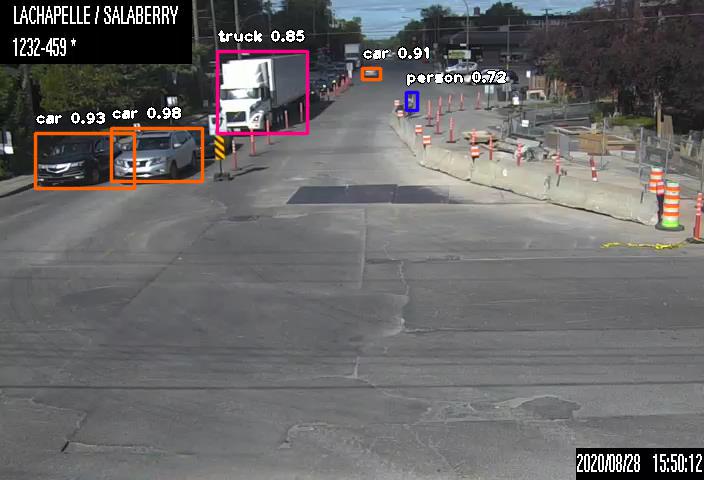 LACHAPELLE / SALABERRY
1232-459 *
truck 0.85
car 0.91
person 0.72
car 0.93
car 0.98
2020/08/28 15:50:12